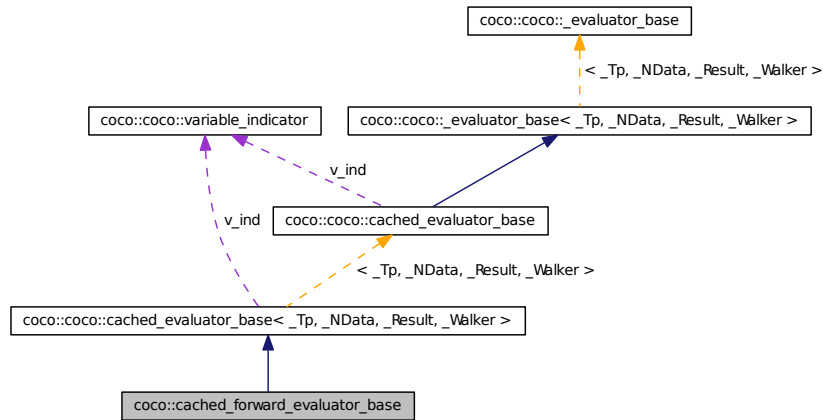 coco::coco::_evaluator_base
< _Tp, _NData, _Result, _Walker >
coco::coco::variable_indicator
coco::coco::_evaluator_base< _Tp, _NData, _Result, _Walker >
v_ind
coco::coco::cached_evaluator_base
v_ind
< _Tp, _NData, _Result, _Walker >
coco::coco::cached_evaluator_base< _Tp, _NData, _Result, _Walker >
coco::cached_forward_evaluator_base